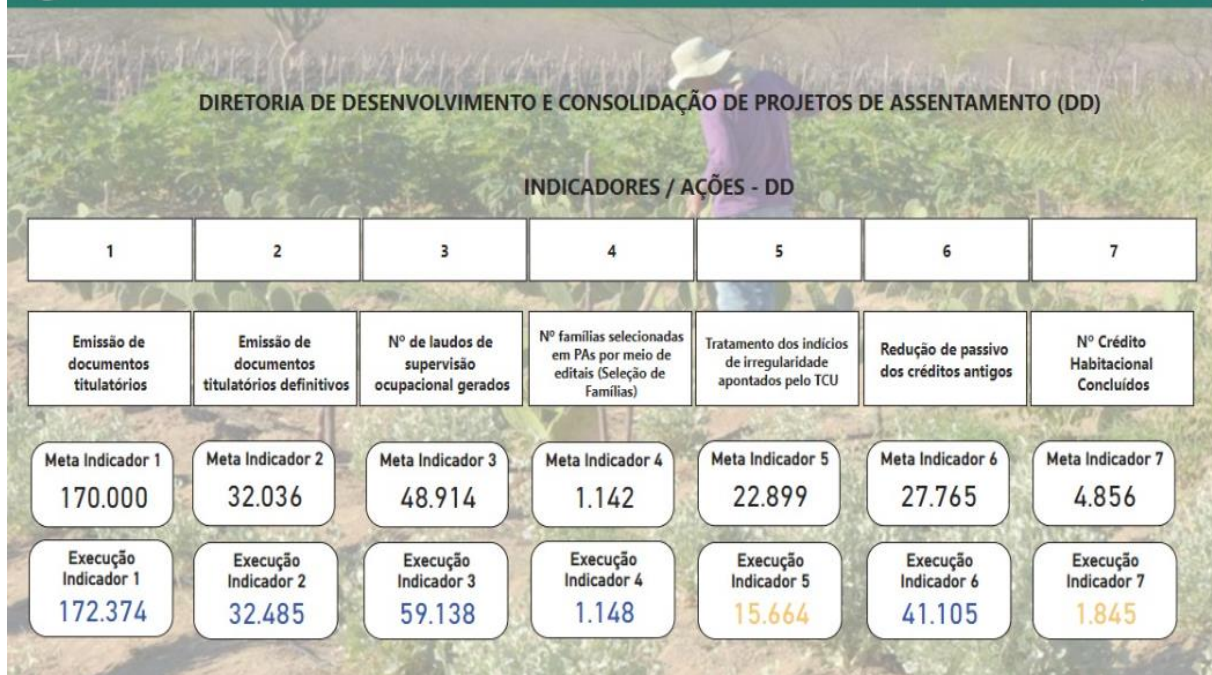 DIRETORIA DE DESENVOLVIMENTO E CONSOLIDAÇÃO DE PROJETOS DE ASSENTAMENTO (DD)
INDICADORES / AÇÕES - DD
1
2
3
4
5
6
7
Emissão de
documentos
titulatórios
Emissão de
documentos
titulatórios definitivos
Nº de laudos de
supervisão
ocupacional gerados
Nº famílias selecionadas
em PAs por meio de
editais (Seleção de
Famílias)
Tratamento dos indícios
de irregularidade
apontados pelo TCU
Redução de passivo
dos créditos antigos
Nº Crédito
Habitacional
Concluídos
Meta Indicador 1
170.000
Meta Indicador 2
32.036
Meta Indicador 3
48.914
Meta Indicador 4
1.142
Meta Indicador 5
22.899
Meta Indicador 6
27.765
Meta Indicador 7
4.856
Execução
Indicador 1
172.374
Execução
Indicador 2
32.485
Execução
Indicador 3
59.138
Execução
Indicador 4
1.148
Execução
Indicador 5
15.664
Execução
Indicador 6
41.105
Execução
Indicador 7
1.845